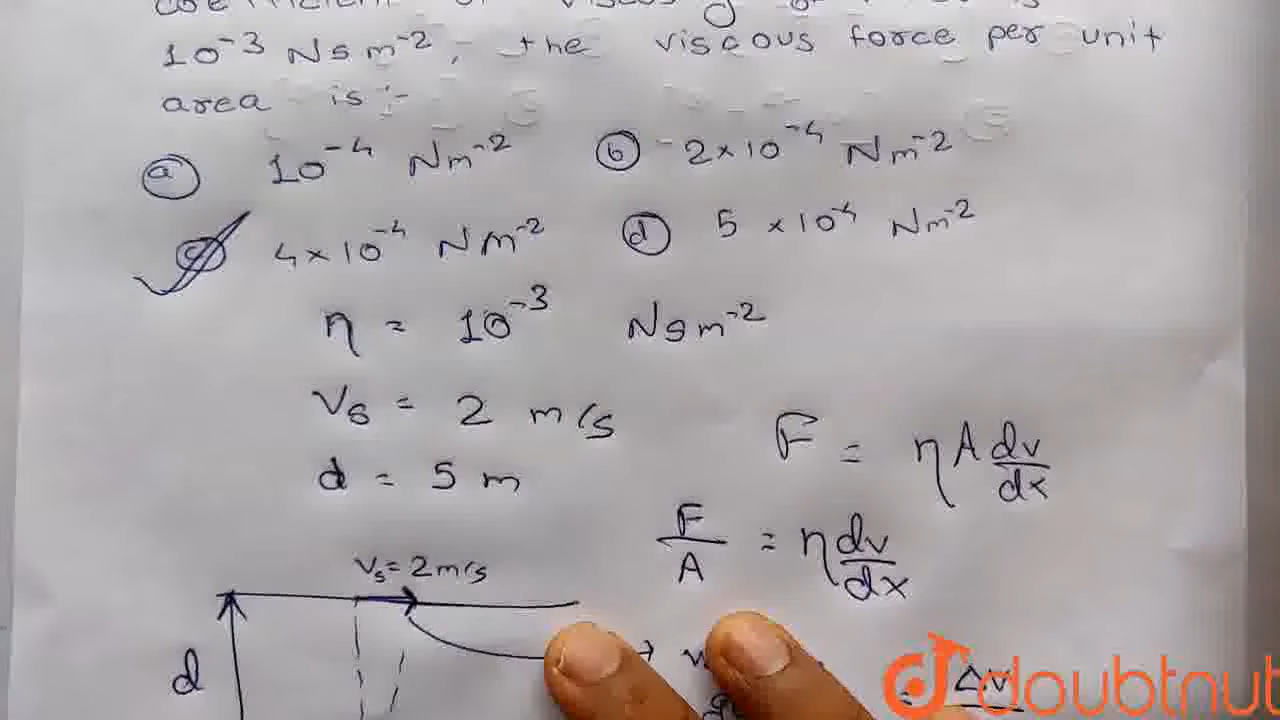 10⁻³ Nsm⁻², the viscous force per unit
area is :-
(a) 10⁻⁴ Nm⁻² (b) 2×10⁻⁴ Nm⁻²
(c) 4×10⁻⁴ Nm⁻² (d) 5×10⁻⁴ Nm⁻²
η = 10⁻³ Nsm⁻²
Vs = 2 m/s
d = 5 m
F = ηA dv/dx
F/A = η dv/dx
Vs = 2m/s
d
= Δv
doubtnut